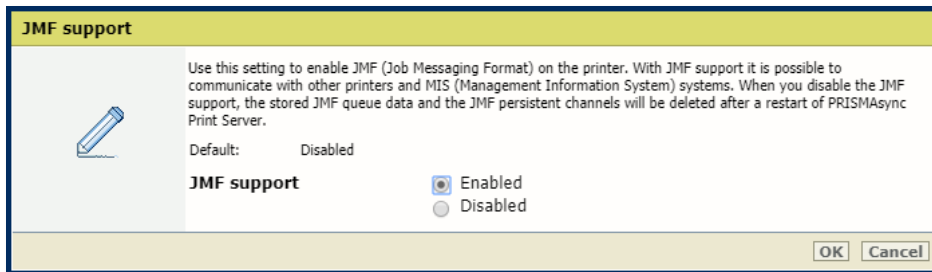 JMF support
Use this setting to enable JMF (Job Messaging Format) on the printer. With JMF support it is possible to
communicate with other printers and MIS (Management Information System) systems. When you disable the JMF
support, the stored JMF queue data and the JMF persistent channels will be deleted after a restart of PRISMAsync
Print Server.
Default: Disabled
JMF support Enabled
Disabled
OK Cancel